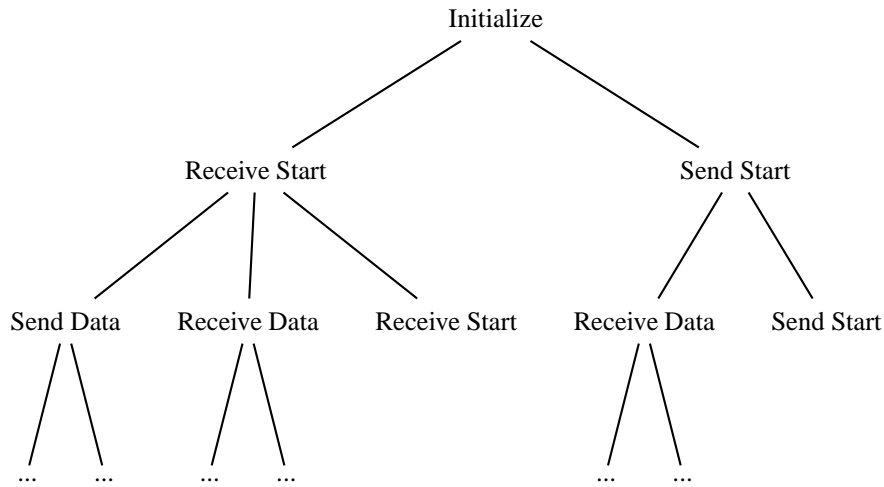 Initialize
Receive Start
Send Start
Send Data
Receive Data
Receive Start
Receive Data
Send Start
...
...
...
...
...
...